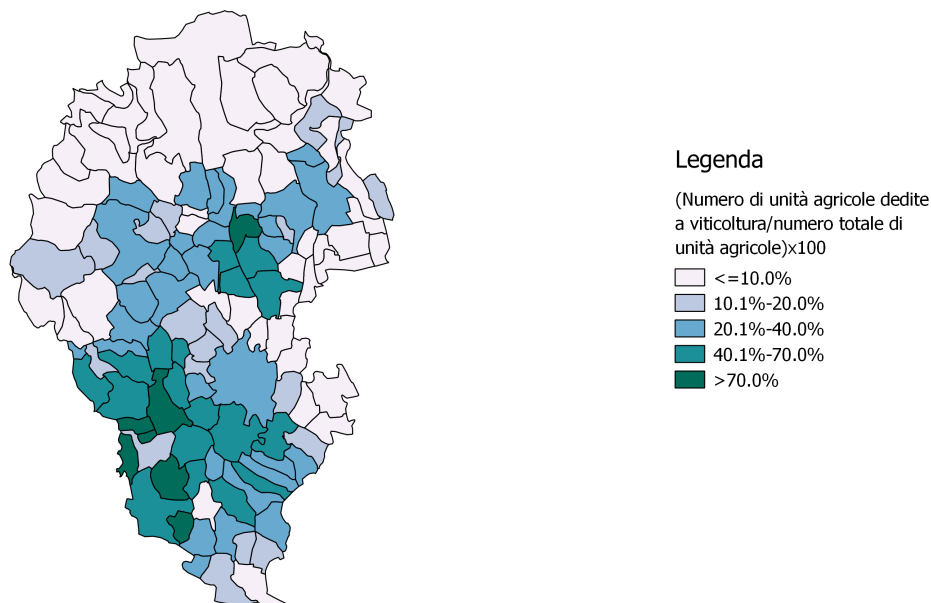 Legenda
(Numero di unità agricole dedite
a viticoltura/numero totale di
unità agricole)x100
<=10.0%
10.1%-20.0%
20.1%-40.0%
40.1%-70.0%
>70.0%